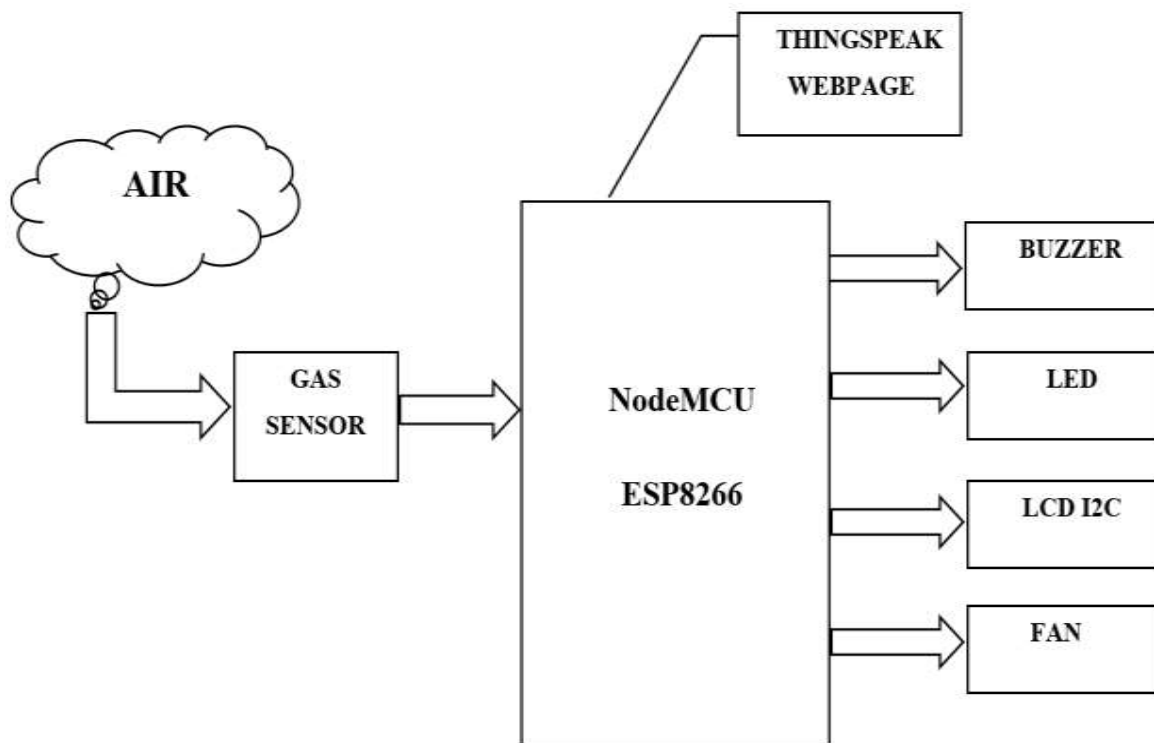 THINGSPEAK
WEBPAGE
AIR
BUZZER
GAS
SENSOR
LED
NodeMCU
ESP8266
LCD I2C
FAN